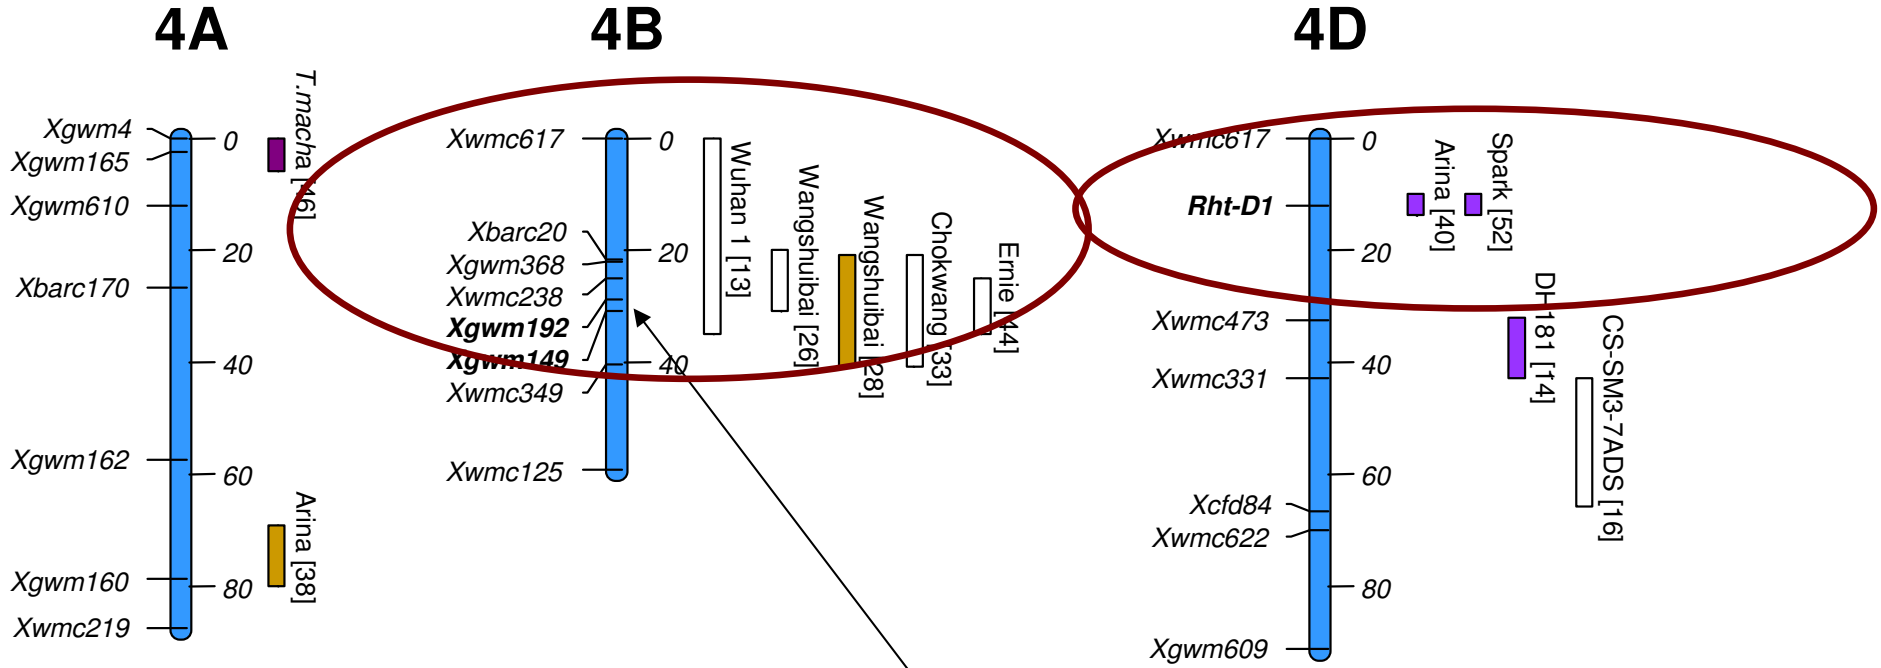 4A
Xgwm4
Xgwm165
Xgwm610
Xbarc170
Xgwm162
Xgwm160
Xwmc219
0
20
40
60
80
T.macha [46]
Arina [38]
4B
Xwmc617
Xbarc20
Xgwm368
Xwmc238
Xgwm192
Xgwm149
Xwmc349
Xwmc125
0
20
40
Wuhan 1 [13]
Wangshuibai [26]
Wangshuibai [28]
Chokwang [33]
Ernie [44]
4D
Xwmc617
Rht-D1
Xwmc473
Xwmc331
Xcfd84
Xwmc622
Xgwm609
0
20
40
60
80
Arina [40]
Spark [52]
DH181 [14]
CS-SM3-7ADS [16]